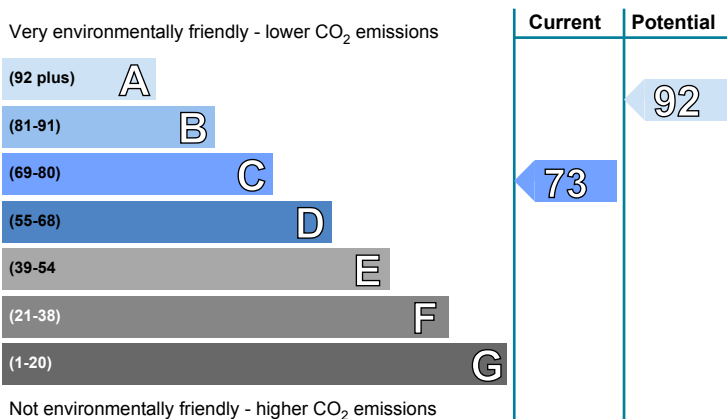 Current Potential
Very environmentally friendly - lower CO2 emissions
(92 plus) A
92
(81-91) B
(69-80) C
73
(55-68) D
(39-54 E
(21-38) F
(1-20) G
Not environmentally friendly - higher CO2 emissions